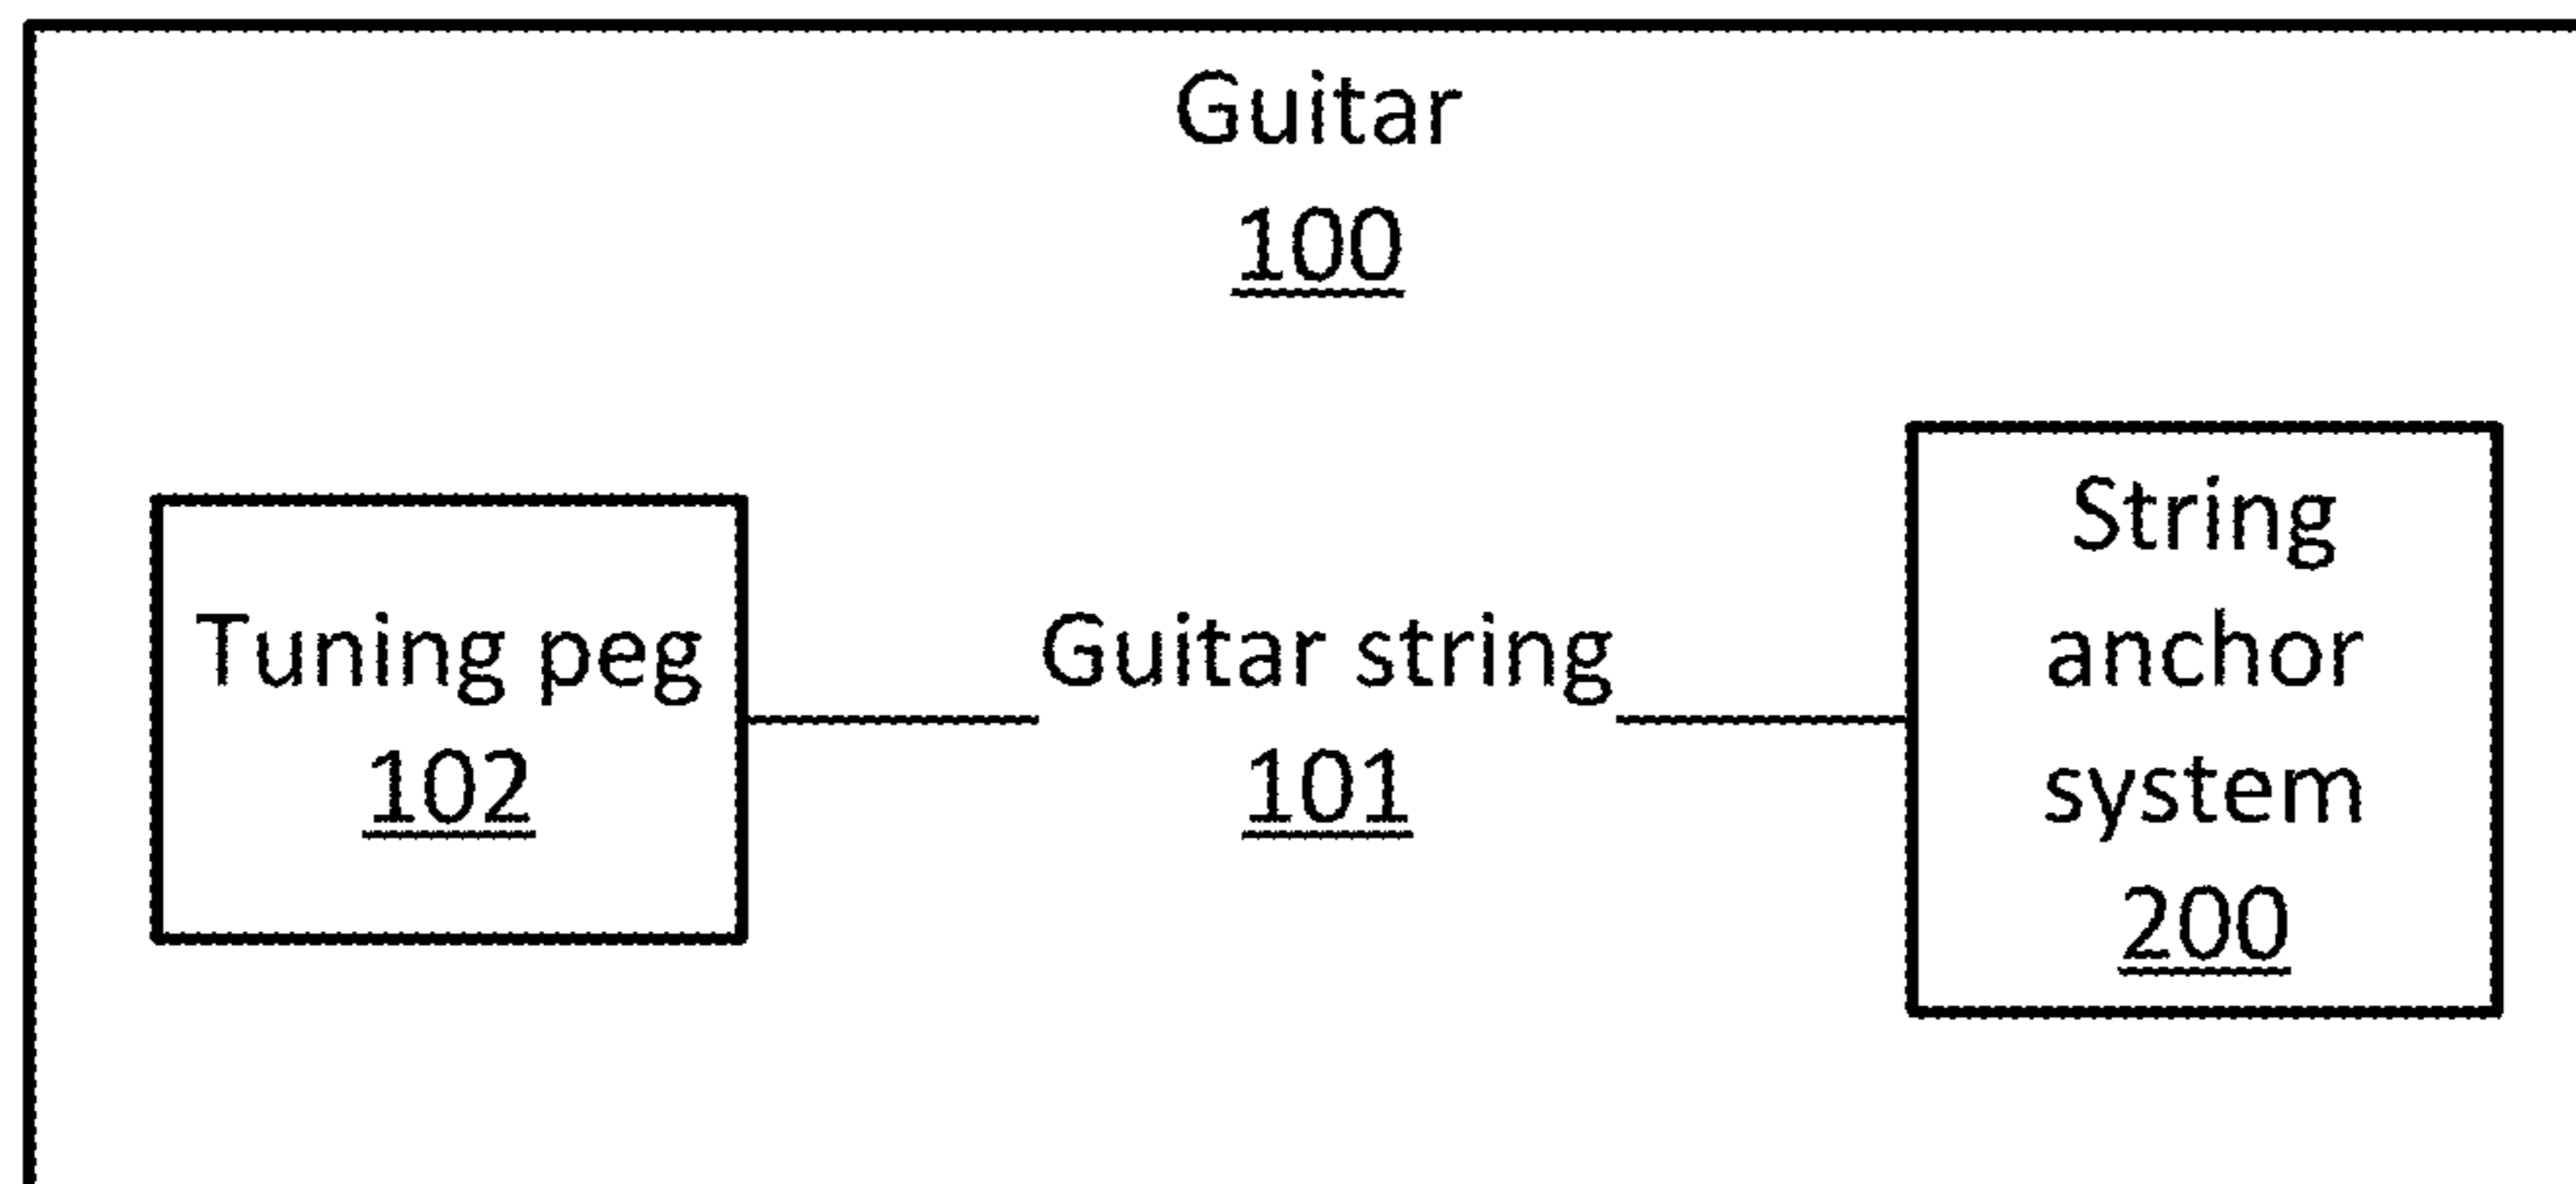 Guitar
100
Tuning peg
102
Guitar string
101
String
anchor
system
200